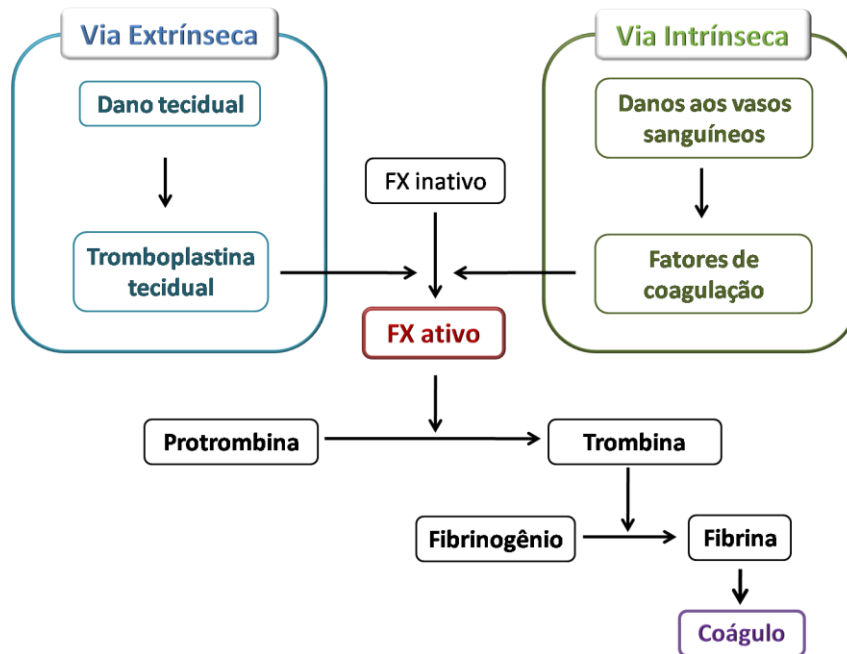 Via Extrínseca
Via Intrínseca
Dano tecidual
Danos aos vasos
sanguíneos
FX inativo
Tromboplastina
tecidual
Fatores de
coagulação
FX ativo
Protrombina
Trombina
Fibrinogênio
Fibrina
Coágulo